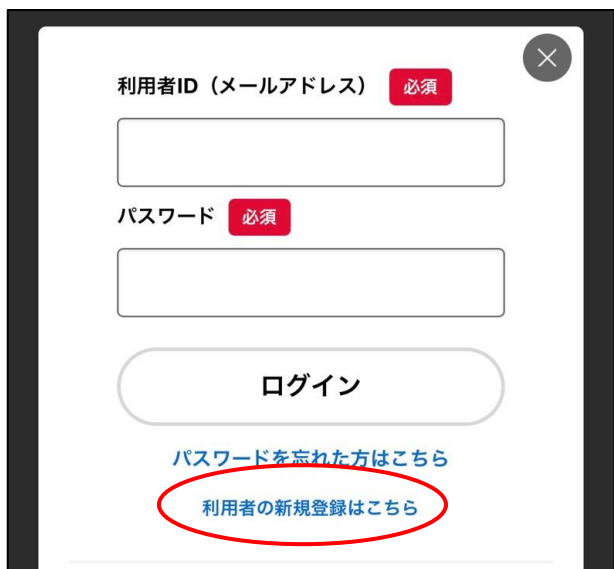 利用者ID（メールアドレス） 必須
パスワード 必須
ログイン
パスワードを忘れた方はこちら
利用者の新規登録はこちら